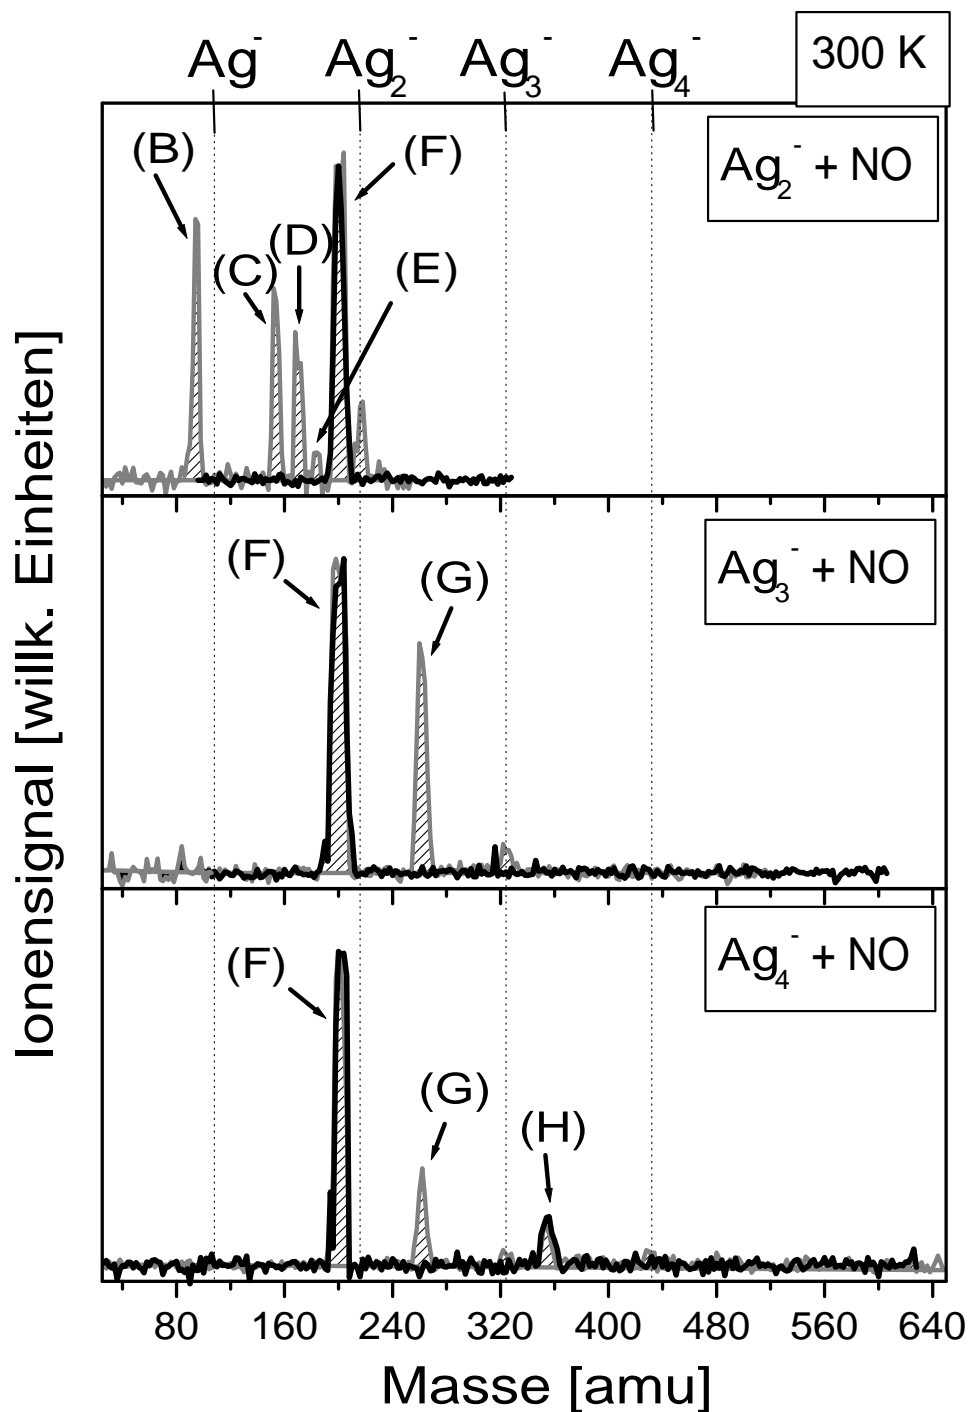 Ag⁻ Ag₂⁻ Ag₃⁻ Ag₄⁻
300 K
Ag₂⁻ + NO
(B)
(F)
(D)
(C)
(E)
Ag₃⁻ + NO
(F)
(G)
Ag₄⁻ + NO
(F)
(G)
(H)
Ionensignal [willk. Einheiten]
80 160 240 320 400 480 560 640
Masse [amu]